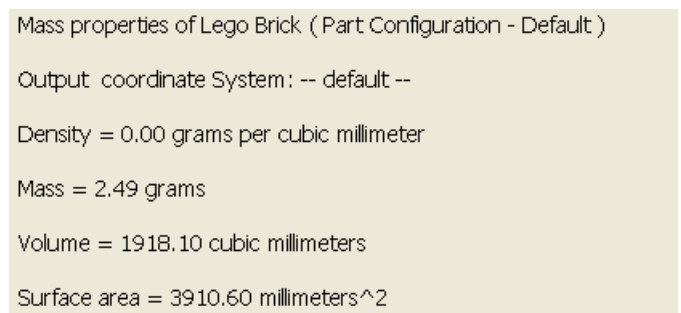 Mass properties of Lego Brick ( Part Configuration - Default )
Output coordinate System: -- default --
Density = 0.00 grams per cubic millimeter
Mass = 2.49 grams
Volume = 1918.10 cubic millimeters
Surface area = 3910.60 millimeters^2